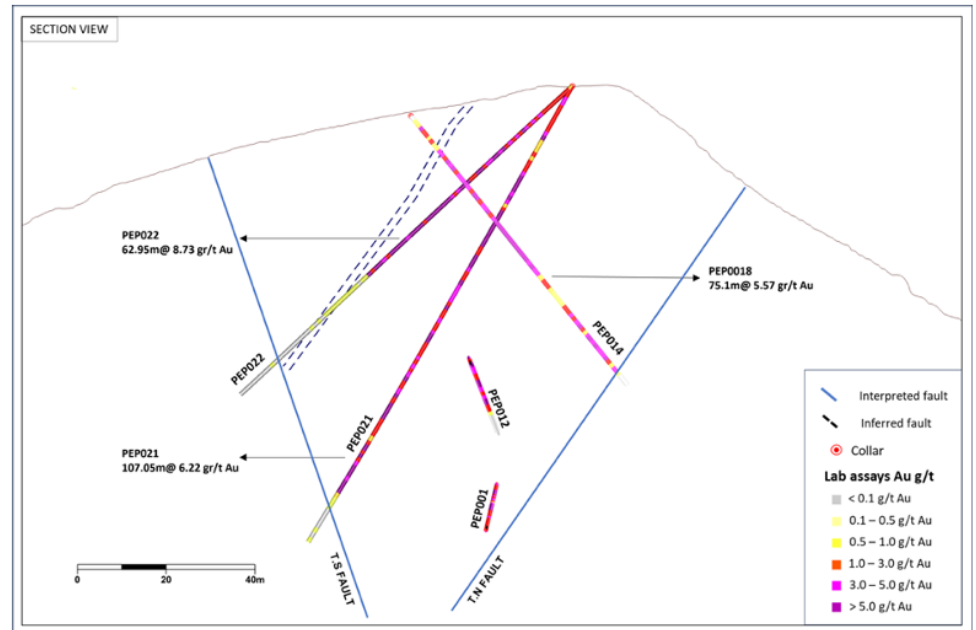 SECTION VIEW
PEP022
62.95m@ 8.73 gr/t Au
PEP0018
75.1m@ 5.57 gr/t Au
PEP014
PEP022
PEP012
PEP021
PEP021
107.05m@ 6.22 gr/t Au
PEP001
T.S FAULT
T.N FAULT
0
20
40m
Interpreted fault
Inferred fault
Collar
Lab assays Au g/t
< 0.1 g/t Au
0.1 – 0.5 g/t Au
0.5 – 1.0 g/t Au
1.0 – 3.0 g/t Au
3.0 – 5.0 g/t Au
> 5.0 g/t Au